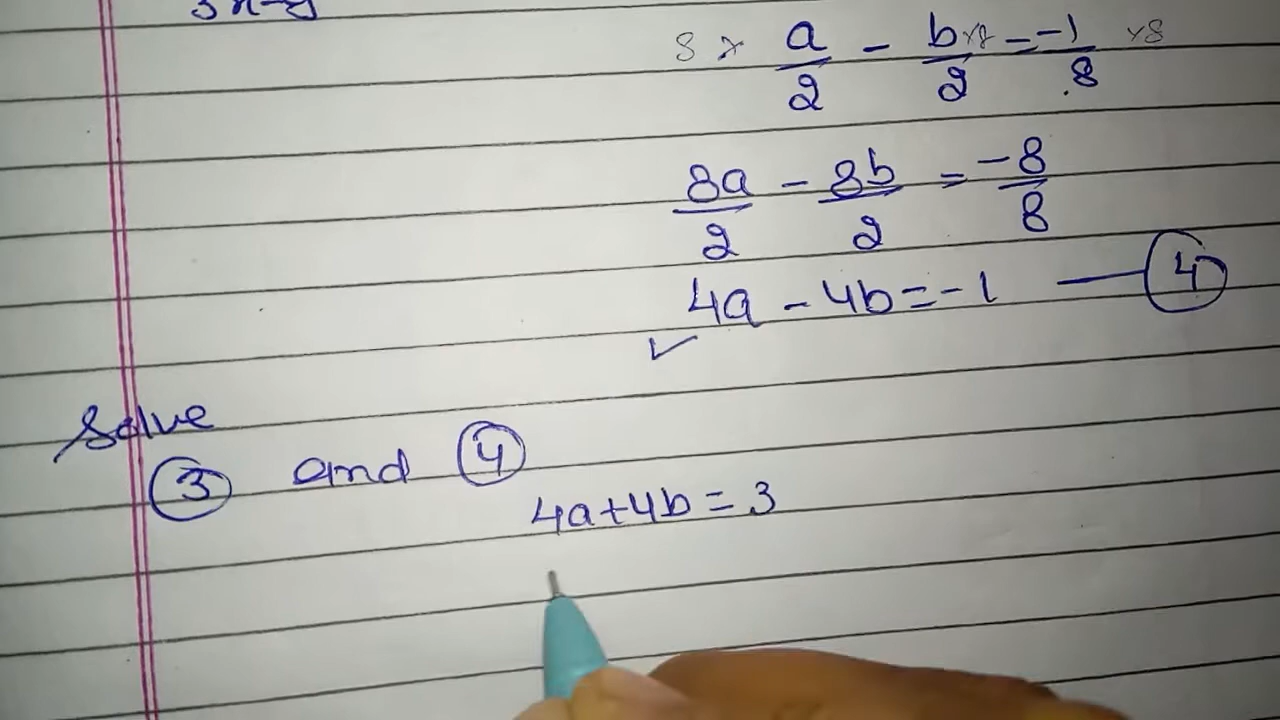 8 × a/2 - b×8/2 = -1/8 ×8
8a/2 - 8b/2 = -8/8
4a - 4b = -1 — ④
✓
Solve
③ and ④
4a+4b = 3